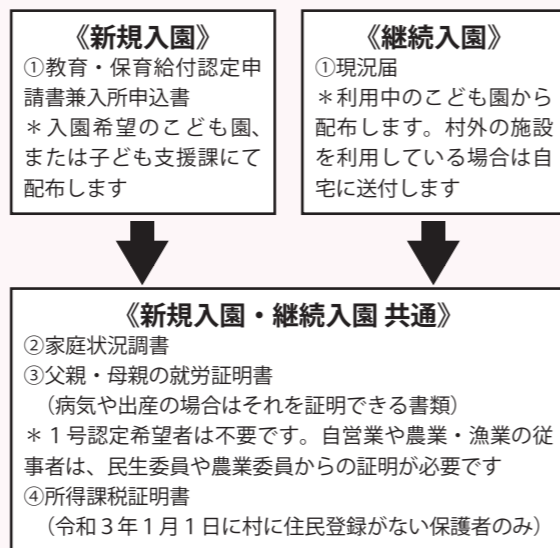 《新規入園》
①教育・保育給付認定申
請書兼入所申込書
＊入園希望のこども園、
または子ども支援課にて
配布します
《継続入園》
①現況届
＊利用中のこども園から
配布します。村外の施設
を利用している場合は自
宅に送付します
《新規入園・継続入園 共通》
②家庭状況調書
③父親・母親の就労証明書
（病気や出産の場合はそれを証明できる書類）
＊１号認定希望者は不要です。自営業や農業・漁業の従
事者は、民生委員や農業委員からの証明が必要です
④所得課税証明書
（令和３年１月１日に村に住民登録がない保護者のみ）